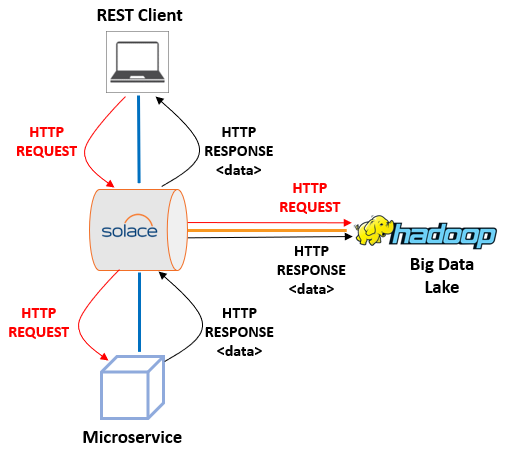 REST Client
HTTP
REQUEST
HTTP
RESPONSE
<data>
HTTP
REQUEST
solace
hadoop
HTTP
RESPONSE
<data>
Big Data
Lake
HTTP
REQUEST
HTTP
RESPONSE
<data>
Microservice